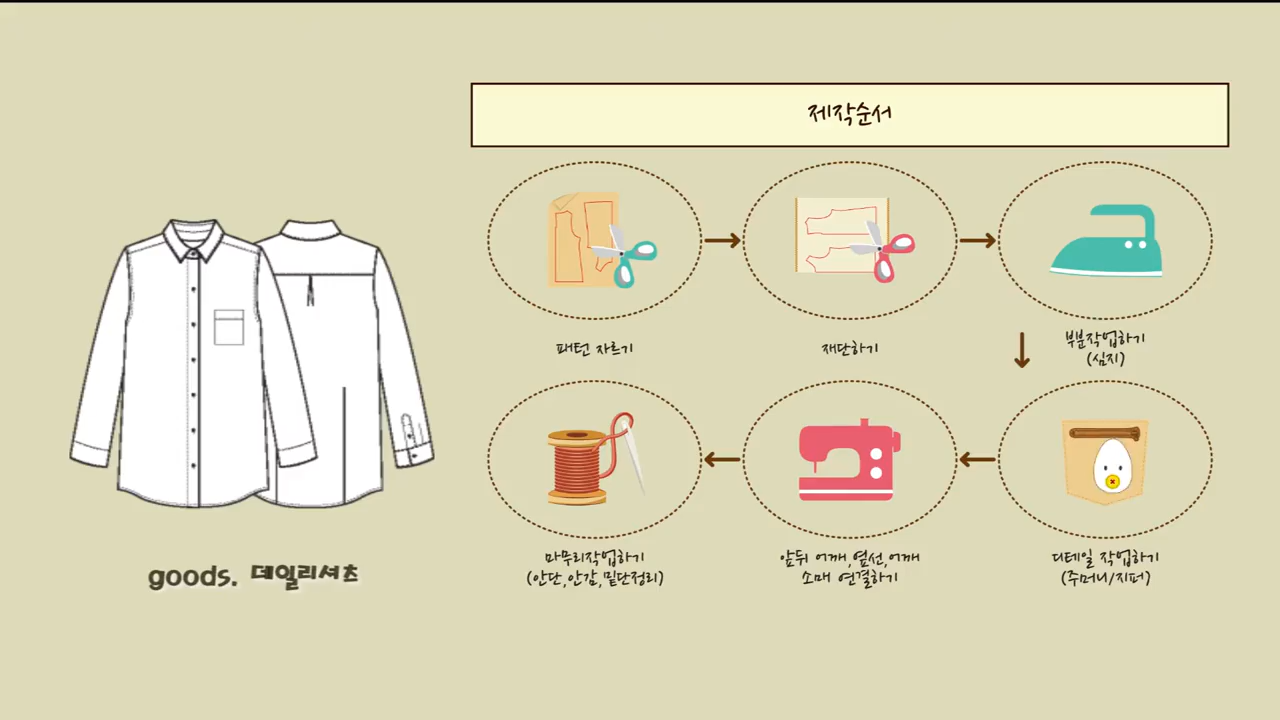 제작순서
패턴 자르기
재단하기
부분작업하기
(심지)
디테일 작업하기
(주머니/지퍼)
앞뒤 어깨,옆선,어깨
소매 연결하기
마무리작업하기
(안단,안감,밑단정리)
goods. 데일리셔츠